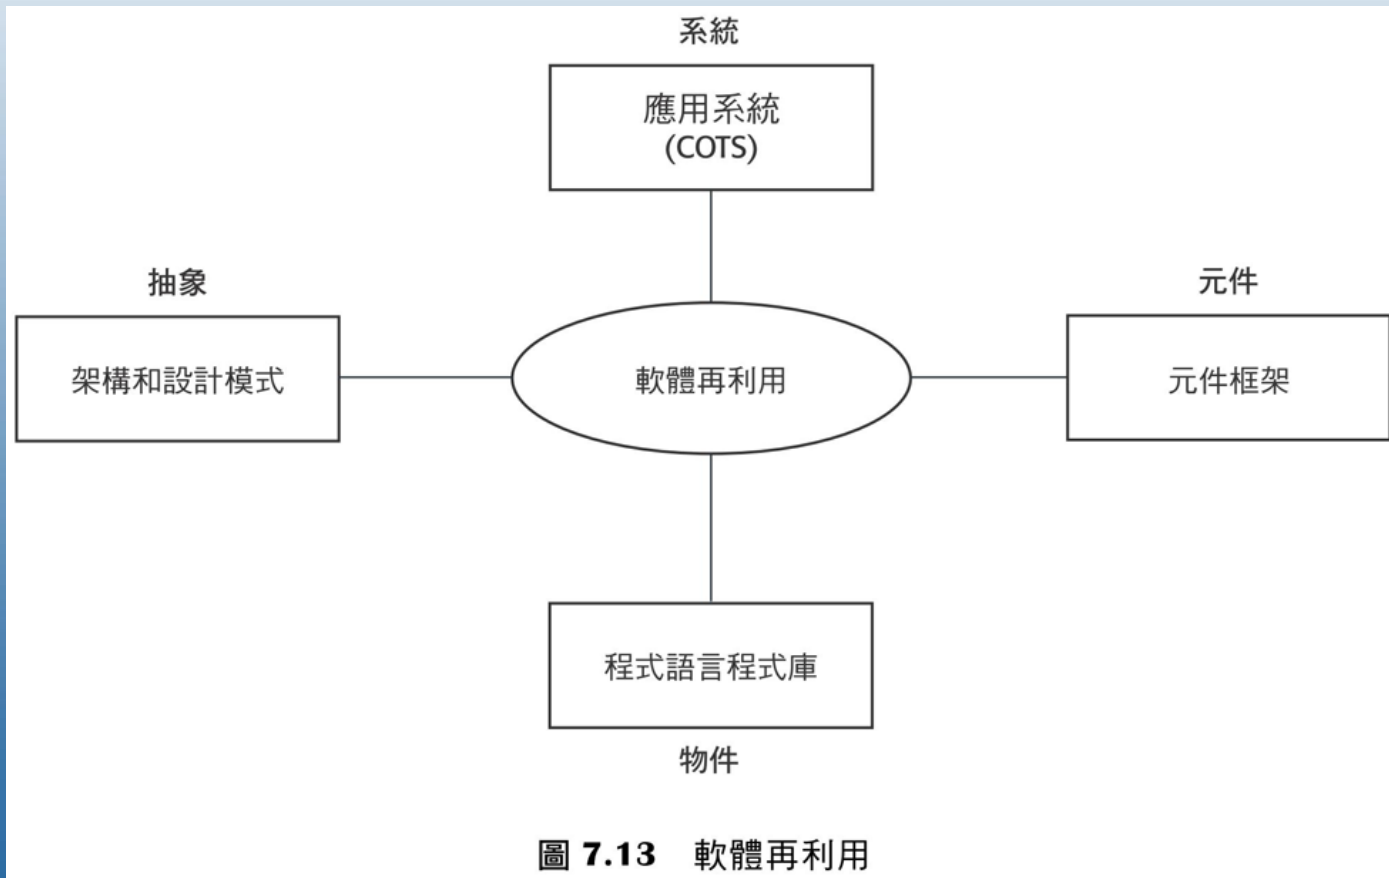 系統
應用系統
(COTS)
抽象
架構和設計模式
軟體再利用
元件
元件框架
程式語言程式庫
物件
圖 7.13 軟體再利用